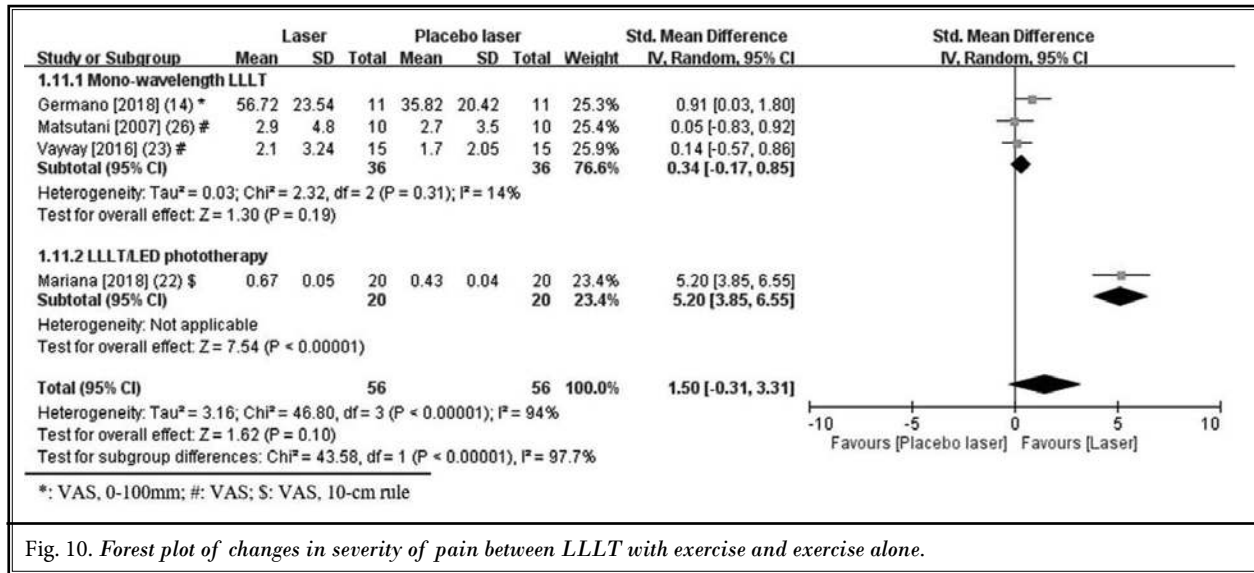 Laser Placebo laser Std. Mean Difference Std. Mean Difference
Study or Subgroup Mean SD Total Mean SD Total Weight IV, Random, 95% CI IV, Random, 95% CI
1.11.1 Mono-wavelength LLLT
Germano [2018] (14) * 56.72 23.54 11 35.82 20.42 11 25.3% 0.91 [0.03, 1.80]
Matsutani [2007] (26) # 2.9 4.8 10 2.7 3.5 10 25.4% 0.05 [-0.83, 0.92]
Vayvay [2016] (23) # 2.1 3.24 15 1.7 2.05 15 25.9% 0.14 [-0.57, 0.86]
Subtotal (95% CI) 36 36 76.6% 0.34 [-0.17, 0.85]
Heterogeneity: Tau² = 0.03; Chi² = 2.32, df = 2 (P = 0.31); I² = 14%
Test for overall effect: Z = 1.30 (P = 0.19)
1.11.2 LLLT/LED phototherapy
Mariana [2018] (22) $ 0.67 0.05 20 0.43 0.04 20 23.4% 5.20 [3.85, 6.55]
Subtotal (95% CI) 20 20 23.4% 5.20 [3.85, 6.55]
Heterogeneity: Not applicable
Test for overall effect: Z = 7.54 (P < 0.00001)
Total (95% CI) 56 56 100.0% 1.50 [-0.31, 3.31]
Heterogeneity: Tau² = 3.16; Chi² = 46.80, df = 3 (P < 0.00001); I² = 94%
Test for overall effect: Z = 1.62 (P = 0.10)
Test for subgroup differences: Chi² = 43.58, df = 1 (P < 0.00001), I² = 97.7%
-10 -5 0 5 10
Favours [Placebo laser] Favours [Laser]
*: VAS, 0-100mm; #: VAS; $: VAS, 10-cm rule
Fig. 10. Forest plot of changes in severity of pain between LLLT with exercise and exercise alone.